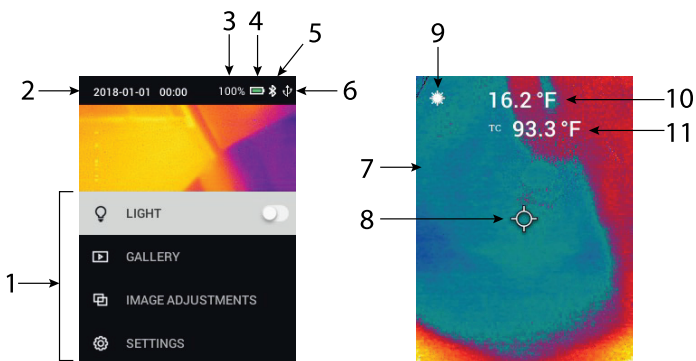 3 4 5
2 2018-01-01 00:00 100% 6
1
LIGHT
GALLERY
IMAGE ADJUSTMENTS
SETTINGS
9
16.2 °F 10
TC 93.3 °F 11
7
8